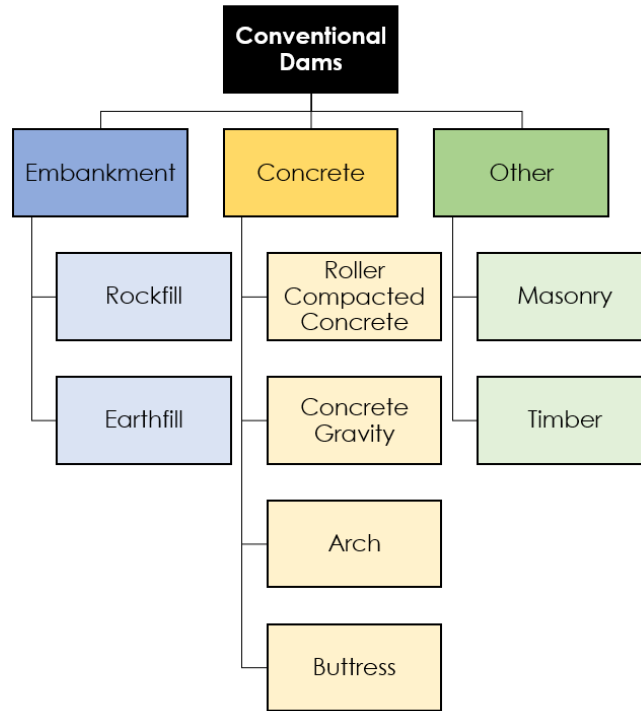 Conventional
Dams
Embankment
Concrete
Other
Rockfill
Earthfill
Roller
Compacted
Concrete
Concrete
Gravity
Arch
Buttress
Masonry
Timber